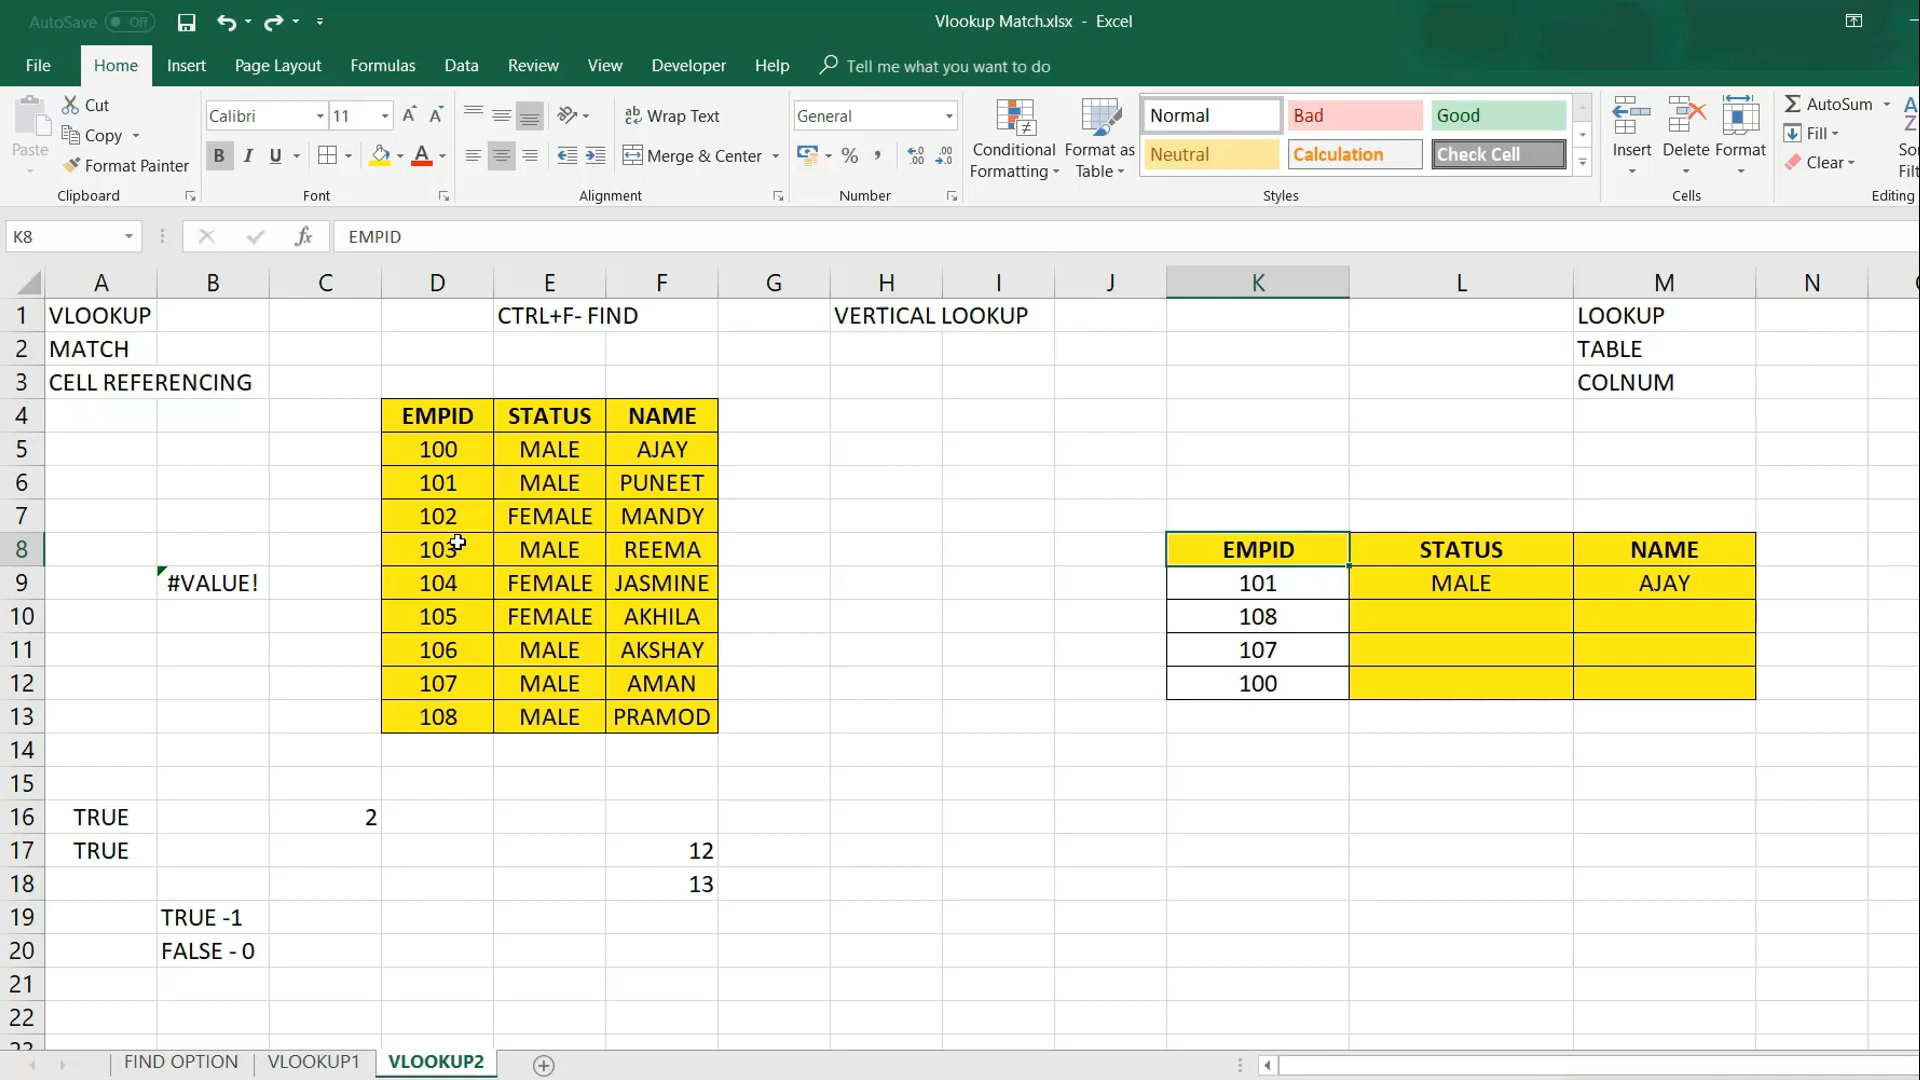 AutoSave Off Vlookup Match.xlsx - Excel
File Home Insert Page Layout Formulas Data Review View Developer Help Tell me what you want to do
Paste Cut Copy Format Painter Clipboard
Calibri 11 B I U A A Font
ab Wrap Text Merge & Center Alignment
General % , Number
Conditional Formatting Format as Table
Normal Bad Good
Neutral Calculation Check Cell
Styles
Insert Delete Format Cells
AutoSum Fill Clear Editing
K8 fx EMPID
A B C D E F G H I J K L M N
1 VLOOKUP CTRL+F- FIND VERTICAL LOOKUP LOOKUP
2 MATCH TABLE
3 CELL REFERENCING COLNUM
4 EMPID STATUS NAME
5 100 MALE AJAY
6 101 MALE PUNEET
7 102 FEMALE MANDY
8 103 MALE REEMA EMPID STATUS NAME
9 #VALUE! 104 FEMALE JASMINE 101 MALE AJAY
10 105 FEMALE AKHILA 108
11 106 MALE AKSHAY 107
12 107 MALE AMAN 100
13 108 MALE PRAMOD
14
15
16 TRUE 2
17 TRUE 12
18 13
19 TRUE -1
20 FALSE - 0
21
22
FIND OPTION VLOOKUP1 VLOOKUP2